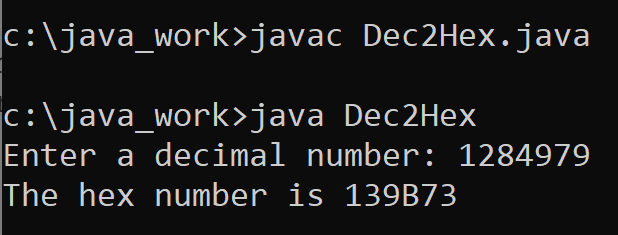 c:\java_work>javac Dec2Hex.java
c:\java_work>java Dec2Hex
Enter a decimal number: 1284979
The hex number is 139B73